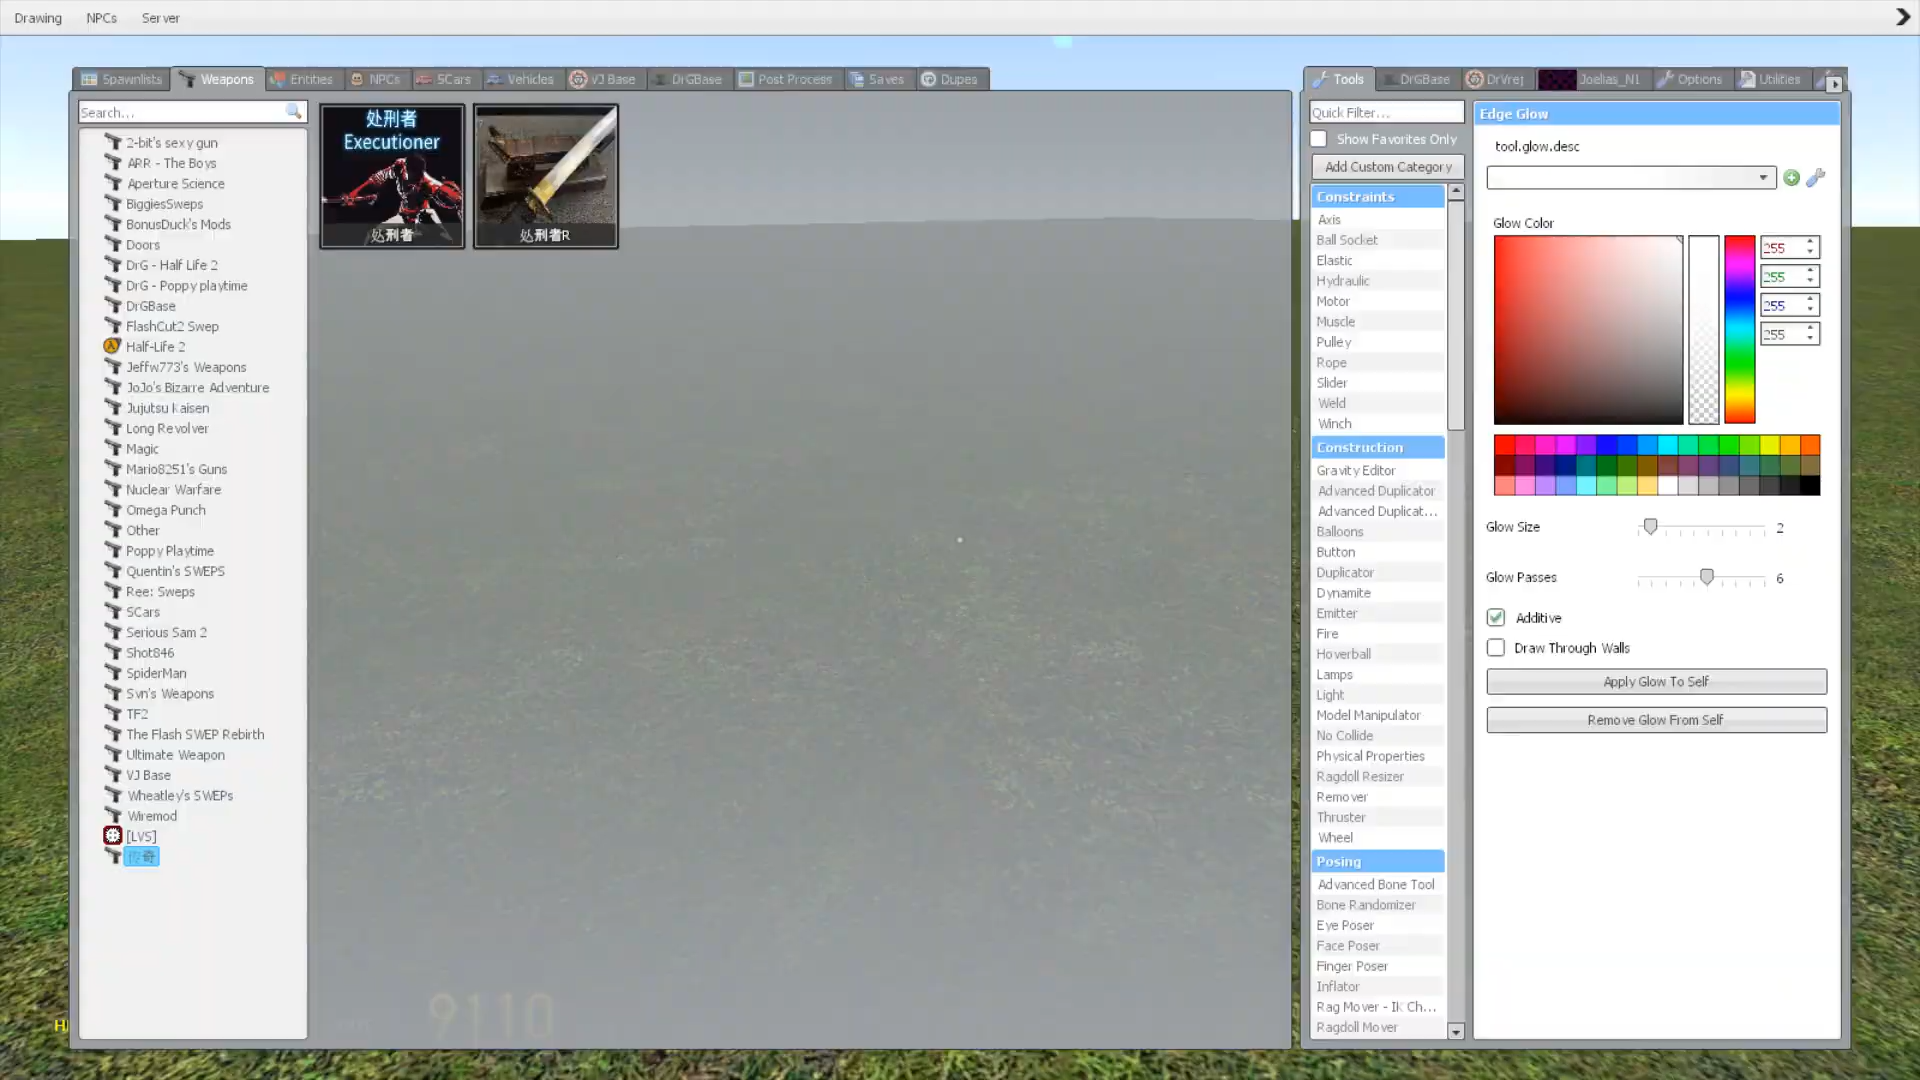 Drawing NPCs Server
Spawnlists Weapons Entities NPCs SCars Vehicles VJ Base DrGBase Post Process Saves Dupes
Search...
2-bit's sexy gun
ARR - The Boys
Aperture Science
BiggiesSweps
BonusDuck's Mods
Doors
DrG - Half Life 2
DrG - Poppy playtime
DrGBase
FlashCut2 Swep
Half-Life 2
Jeffw773's Weapons
JoJo's Bizarre Adventure
Jujutsu Kaisen
Long Revolver
Magic
Mario8251's Guns
Nuclear Warfare
Omega Punch
Other
Poppy Playtime
Quentin's SWEPS
Ree: Sweps
SCars
Serious Sam 2
Shot846
SpiderMan
Svn's Weapons
TF2
The Flash SWEP Rebirth
Ultimate Weapon
VJ Base
Wheatley's SWEPs
Wiremod
[LVS]
传奇
处刑者
Executioner
处刑者
处刑者R
9110
Tools DrGBase DrVrej Joelias_N1 Options Utilities
Quick Filter...
Show Favorites Only
Add Custom Category
Constraints
Axis
Ball Socket
Elastic
Hydraulic
Motor
Muscle
Pulley
Rope
Slider
Weld
Winch
Construction
Gravity Editor
Advanced Duplicator
Advanced Duplicat...
Balloons
Button
Duplicator
Dynamite
Emitter
Fire
Hoverball
Lamps
Light
Model Manipulator
No Collide
Physical Properties
Ragdoll Resizer
Remover
Thruster
Wheel
Posing
Advanced Bone Tool
Bone Randomizer
Eye Poser
Face Poser
Finger Poser
Inflator
Rag Mover - IK Ch...
Ragdoll Mover
Edge Glow
tool.glow.desc
Glow Color
255
255
255
255
Glow Size 2
Glow Passes 6
Additive
Draw Through Walls
Apply Glow To Self
Remove Glow From Self